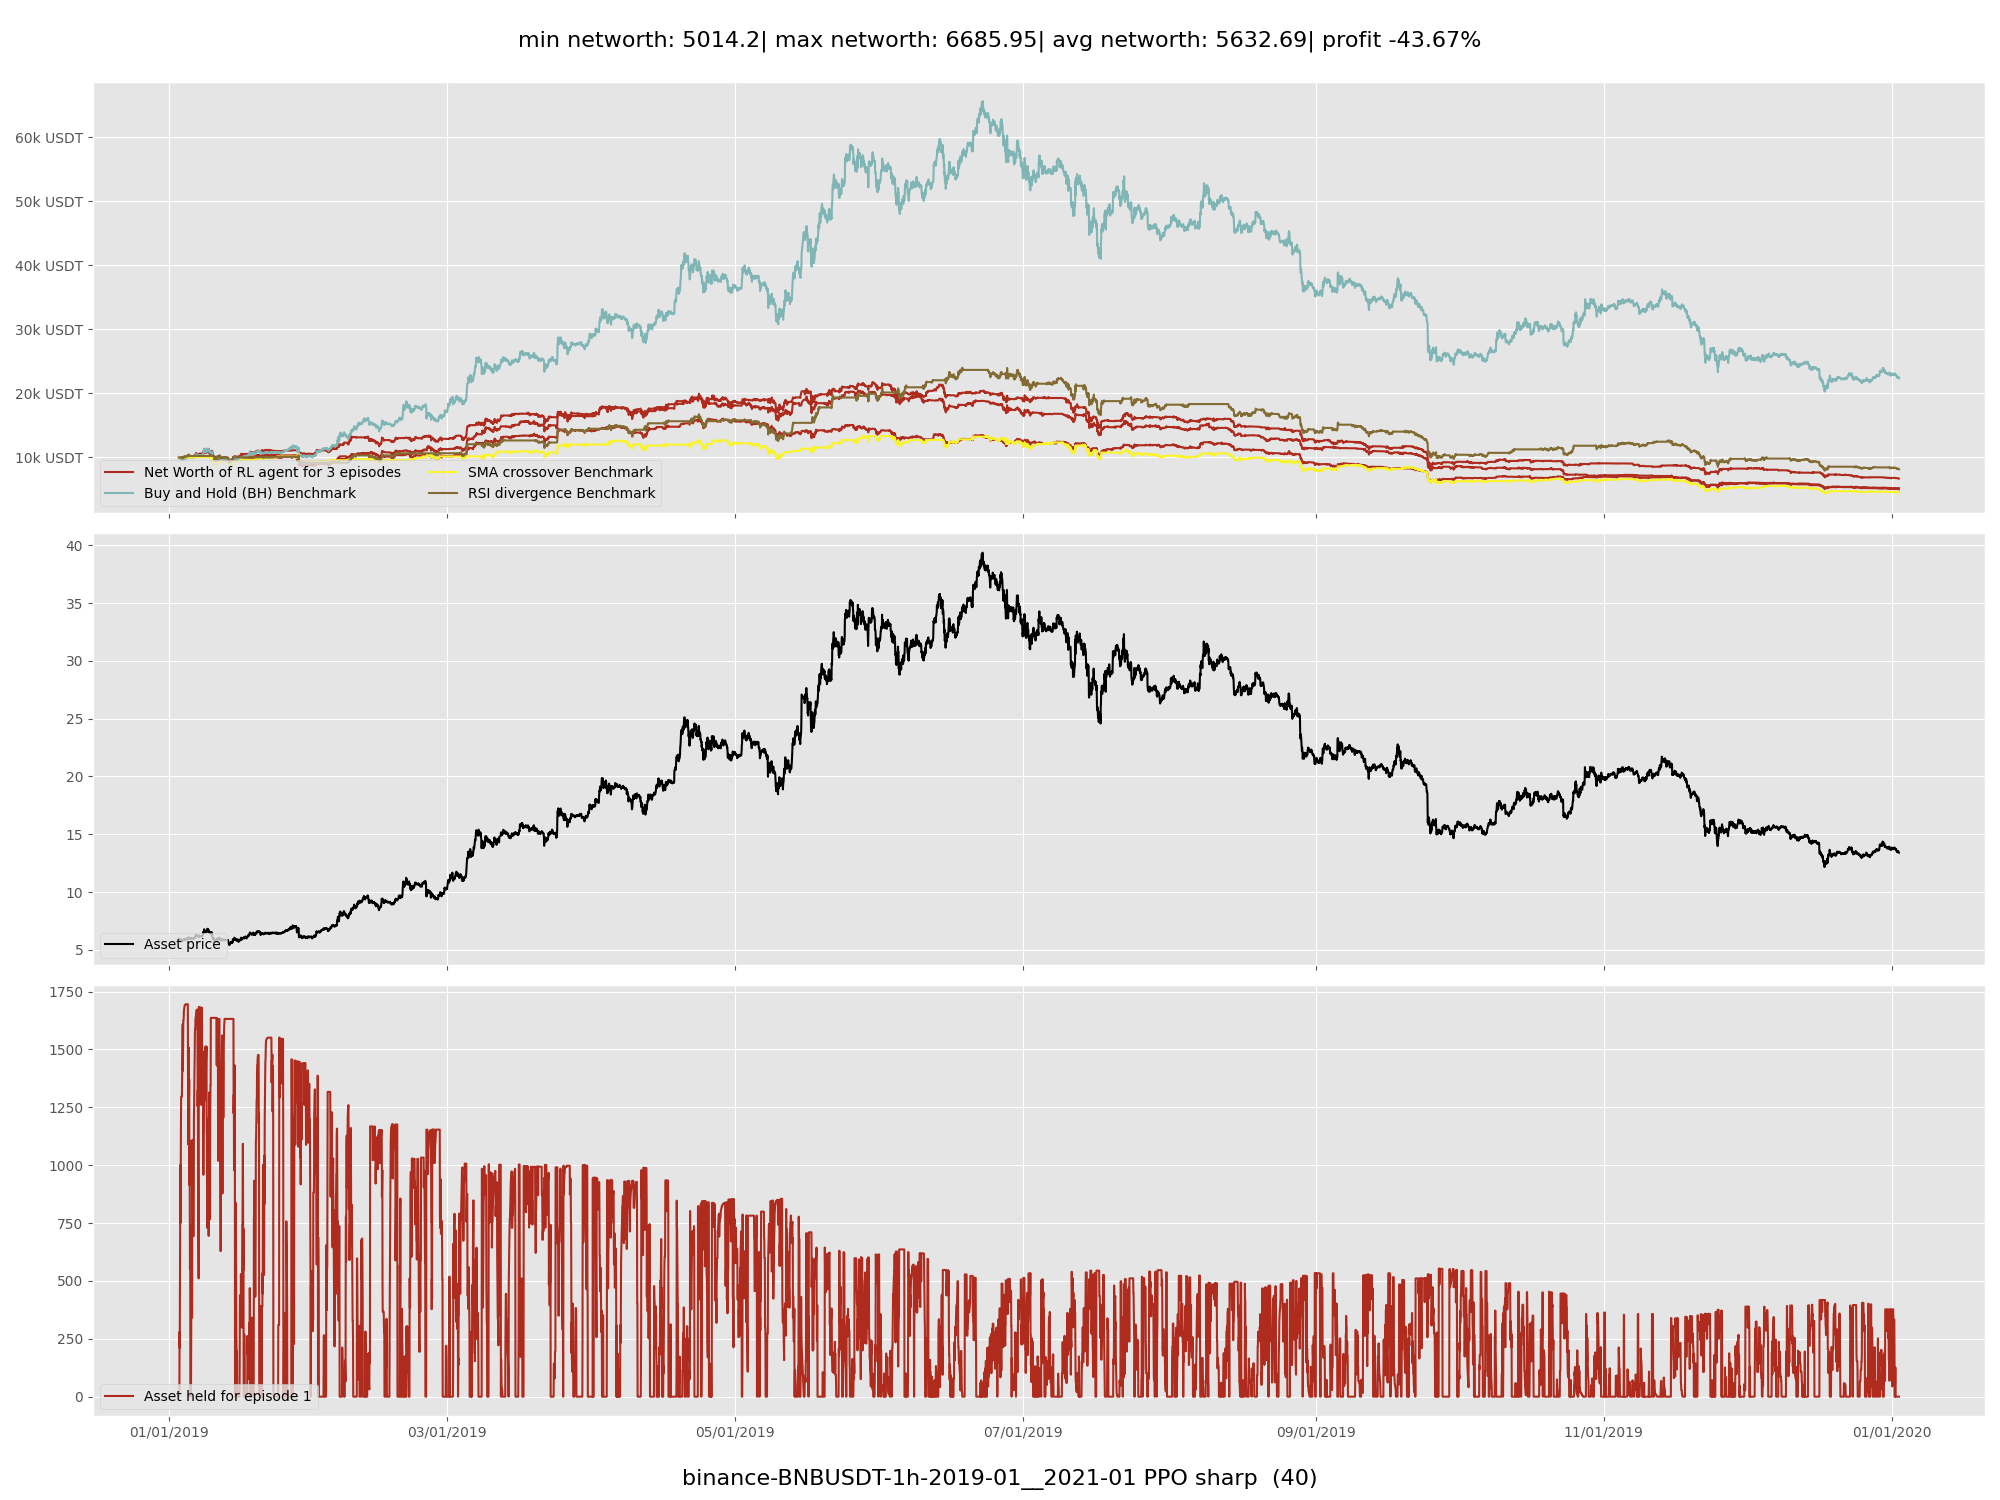 min networth: 5014.2| max networth: 6685.95| avg networth: 5632.69| profit -43.67%
60k USDT
50k USDT
40k USDT
30k USDT
20k USDT
10k USDT
Net Worth of RL agent for 3 episodes
Buy and Hold (BH) Benchmark
SMA crossover Benchmark
RSI divergence Benchmark
40
35
30
25
20
15
10
5
Asset price
1750
1500
1250
1000
750
500
250
0
Asset held for episode 1
01/01/2019 03/01/2019 05/01/2019 07/01/2019 09/01/2019 11/01/2019 01/01/2020
binance-BNBUSDT-1h-2019-01__2021-01 PPO sharp (40)